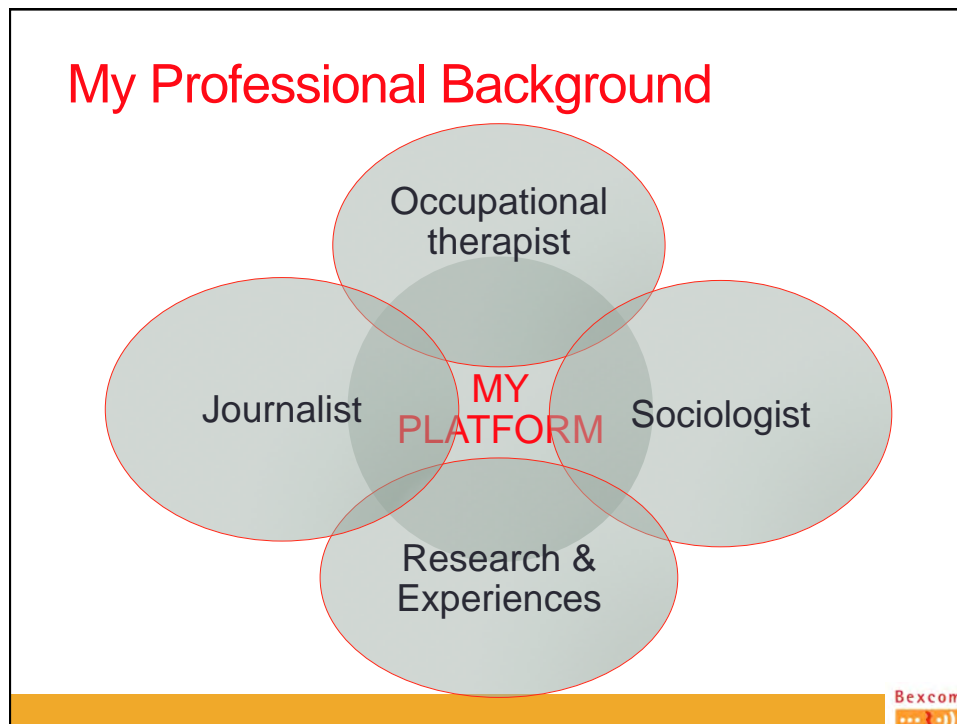 My Professional Background
Occupational
therapist
Journalist
MY
PLATFORM
Sociologist
Research &
Experiences
Bexcom